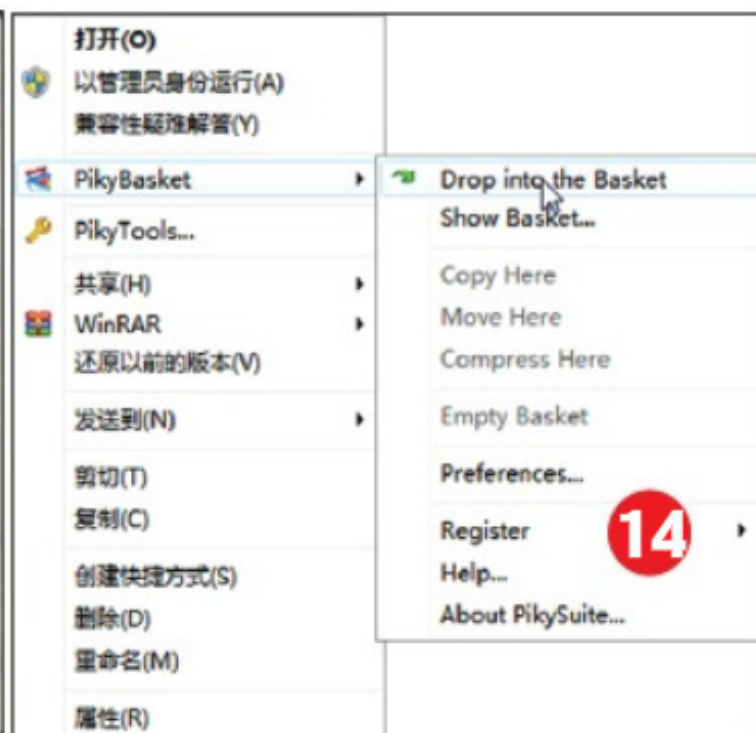 打开(O)
以管理员身份运行(A)
兼容性疑难解答(Y)
PikyBasket
PikyTools...
共享(H)
WinRAR
还原以前的版本(V)
发送到(N)
剪切(T)
复制(C)
创建快捷方式(S)
删除(D)
重命名(M)
属性(R)
Drop into the Basket
Show Basket...
Copy Here
Move Here
Compress Here
Empty Basket
Preferences...
Register
14
Help...
About PikySuite...